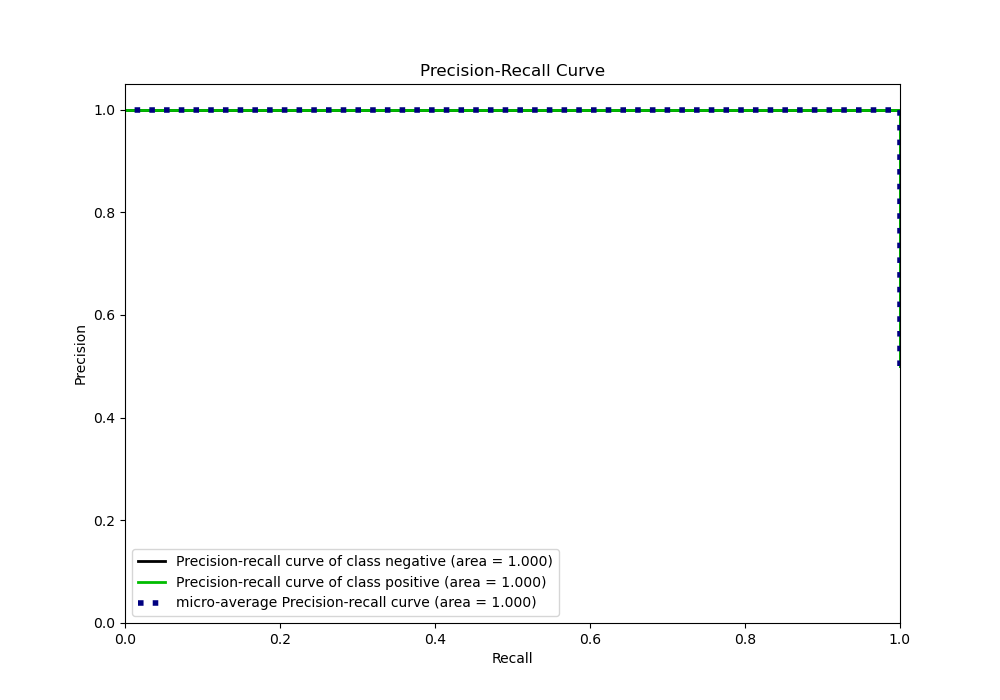 Precision-Recall Curve
1.0
0.8
0.6
0.4
0.2
0.0
Precision
Precision-recall curve of class negative (area = 1.000)
Precision-recall curve of class positive (area = 1.000)
micro-average Precision-recall curve (area = 1.000)
0.0 0.2 0.4 0.6 0.8 1.0
Recall